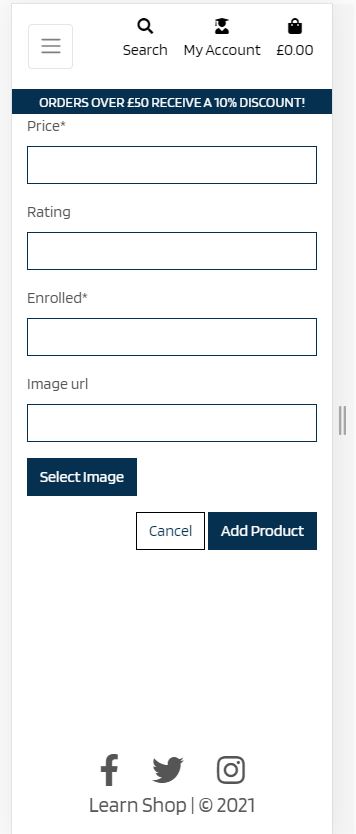 Search My Account £0.00
ORDERS OVER £50 RECEIVE A 10% DISCOUNT!
Price*
Rating
Enrolled*
Image url
Select Image
Cancel Add Product
Learn Shop | © 2021